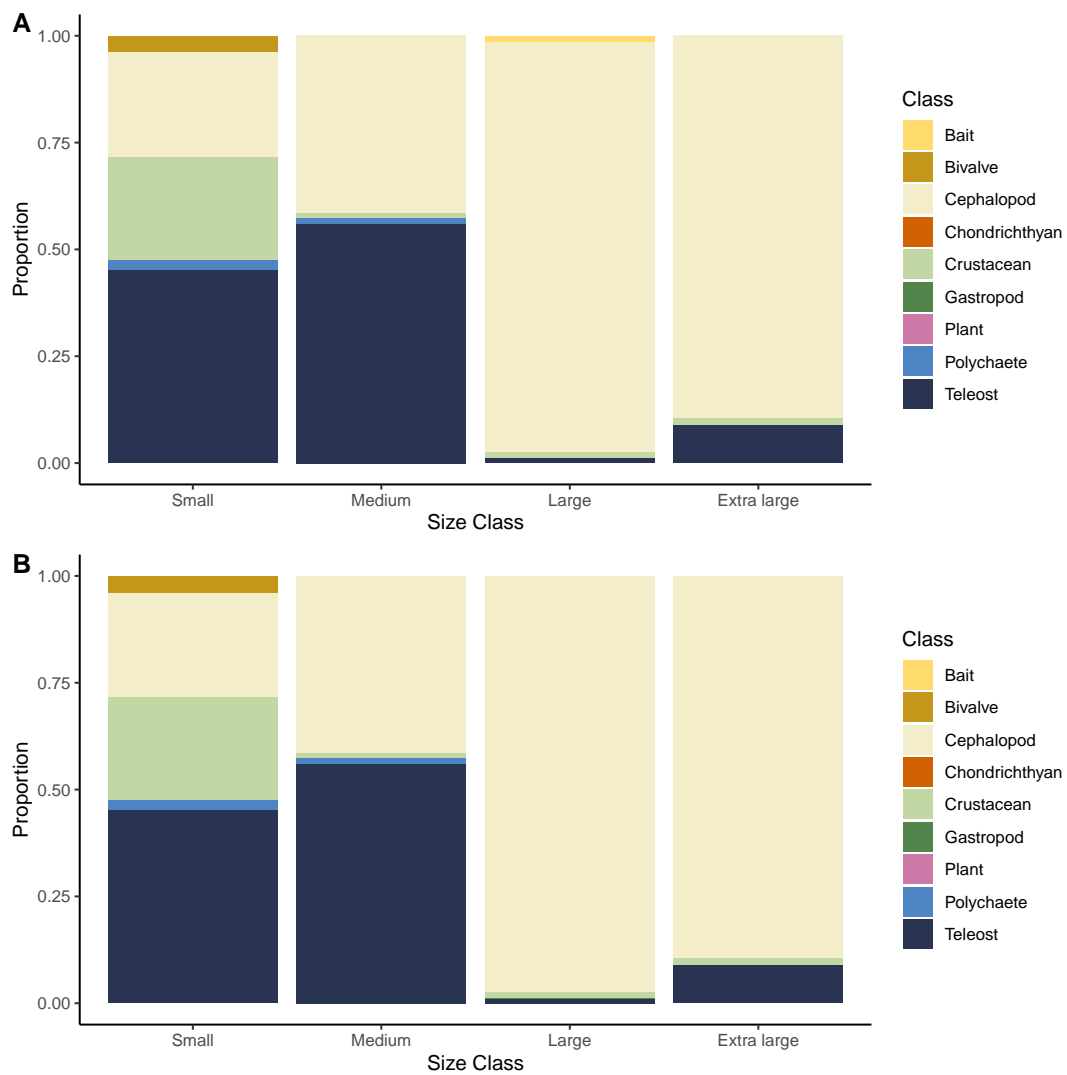 A
1.00
0.75
0.50
0.25
0.00
Proportion
Small Medium Large Extra large
Size Class
Class
Bait
Bivalve
Cephalopod
Chondrichthyan
Crustacean
Gastropod
Plant
Polychaete
Teleost
B
1.00
0.75
0.50
0.25
0.00
Proportion
Small Medium Large Extra large
Size Class
Class
Bait
Bivalve
Cephalopod
Chondrichthyan
Crustacean
Gastropod
Plant
Polychaete
Teleost